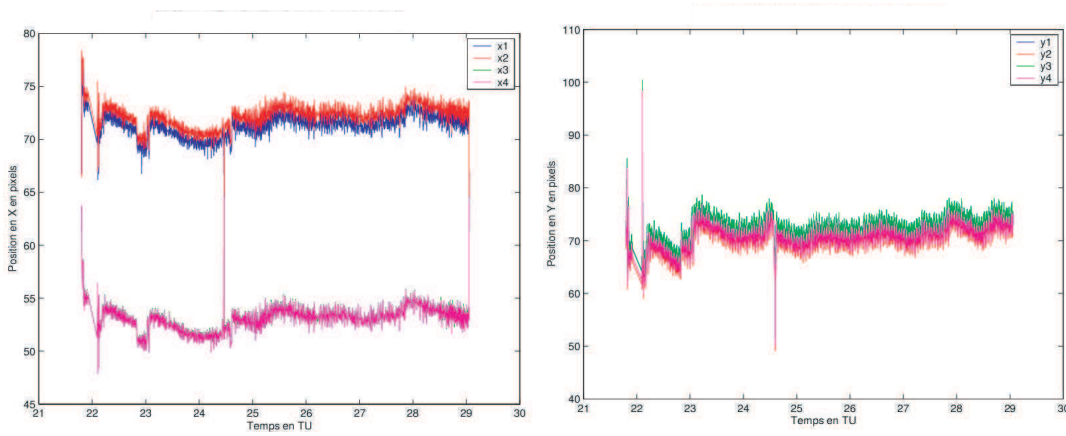 80
75
70
65
60
55
50
45
21 22 23 24 25 26 27 28 29 30
Position en X en pixels
Temps en TU
x1
x2
x3
x4
110
100
90
80
70
60
50
40
21 22 23 24 25 26 27 28 29 30
Position en Y en pixels
Temps en TU
y1
y2
y3
y4